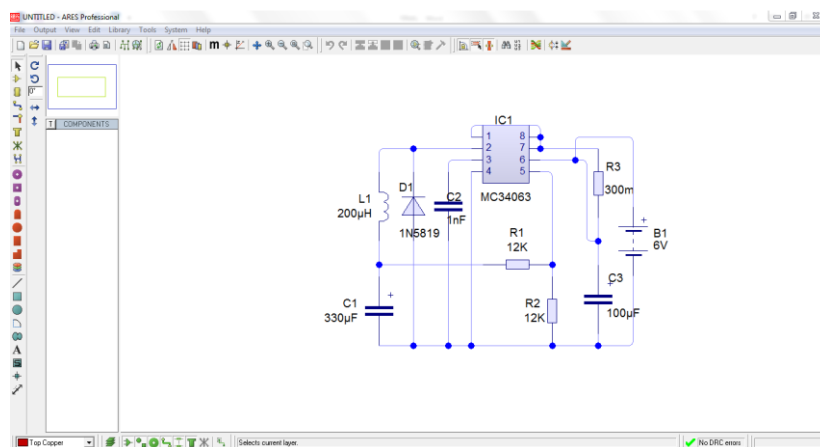 UNTITLED - ARES Professional
File Output View Edit Library Tools System Help
0°
T COMPONENTS
IC1
1 8
2 7
3 6
4 5
MC34063
R3
300m
L1
200µH
D1
1N5819
C2
1nF
B1
6V
R1
12K
C1
330µF
R2
12K
C3
100µF
Top Copper
Selects current layer.
No DRC errors